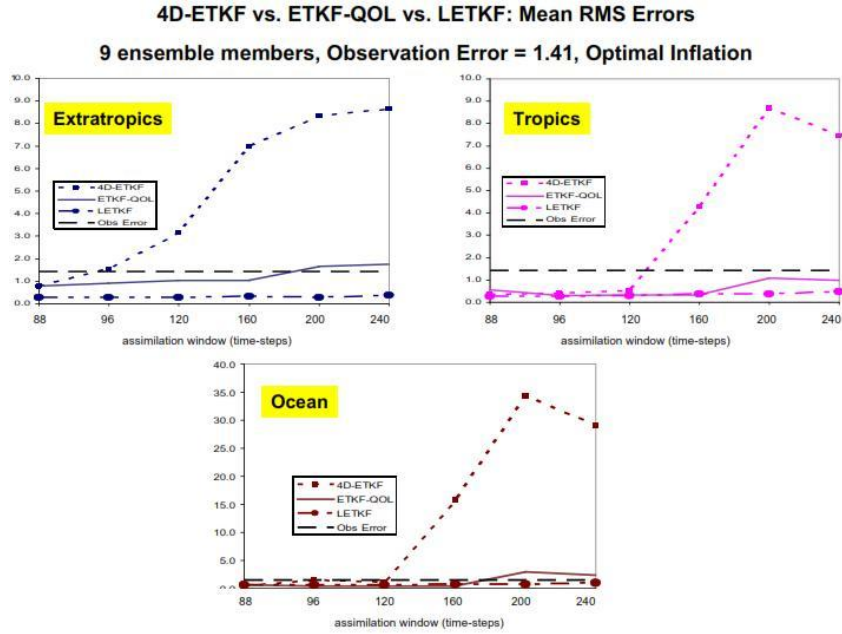 4D-ETKF vs. ETKF-QOL vs. LETKF: Mean RMS Errors
9 ensemble members, Observation Error = 1.41, Optimal Inflation
10.0
9.0
8.0
7.0
6.0
5.0
4.0
3.0
2.0
1.0
0.0
Extratropics
4D-ETKF
ETKF-QOL
LETKF
Obs Error
88 96 120 160 200 240
assimilation window (time-steps)
10.0
9.0
8.0
7.0
6.0
5.0
4.0
3.0
2.0
1.0
0.0
Tropics
4D-ETKF
ETKF-QOL
LETKF
Obs Error
88 96 120 160 200 240
assimilation window (time-steps)
40.0
35.0
30.0
25.0
20.0
15.0
10.0
5.0
0.0
Ocean
4D-ETKF
ETKF-QOL
LETKF
Obs Error
88 96 120 160 200 240
assimilation window (time-steps)